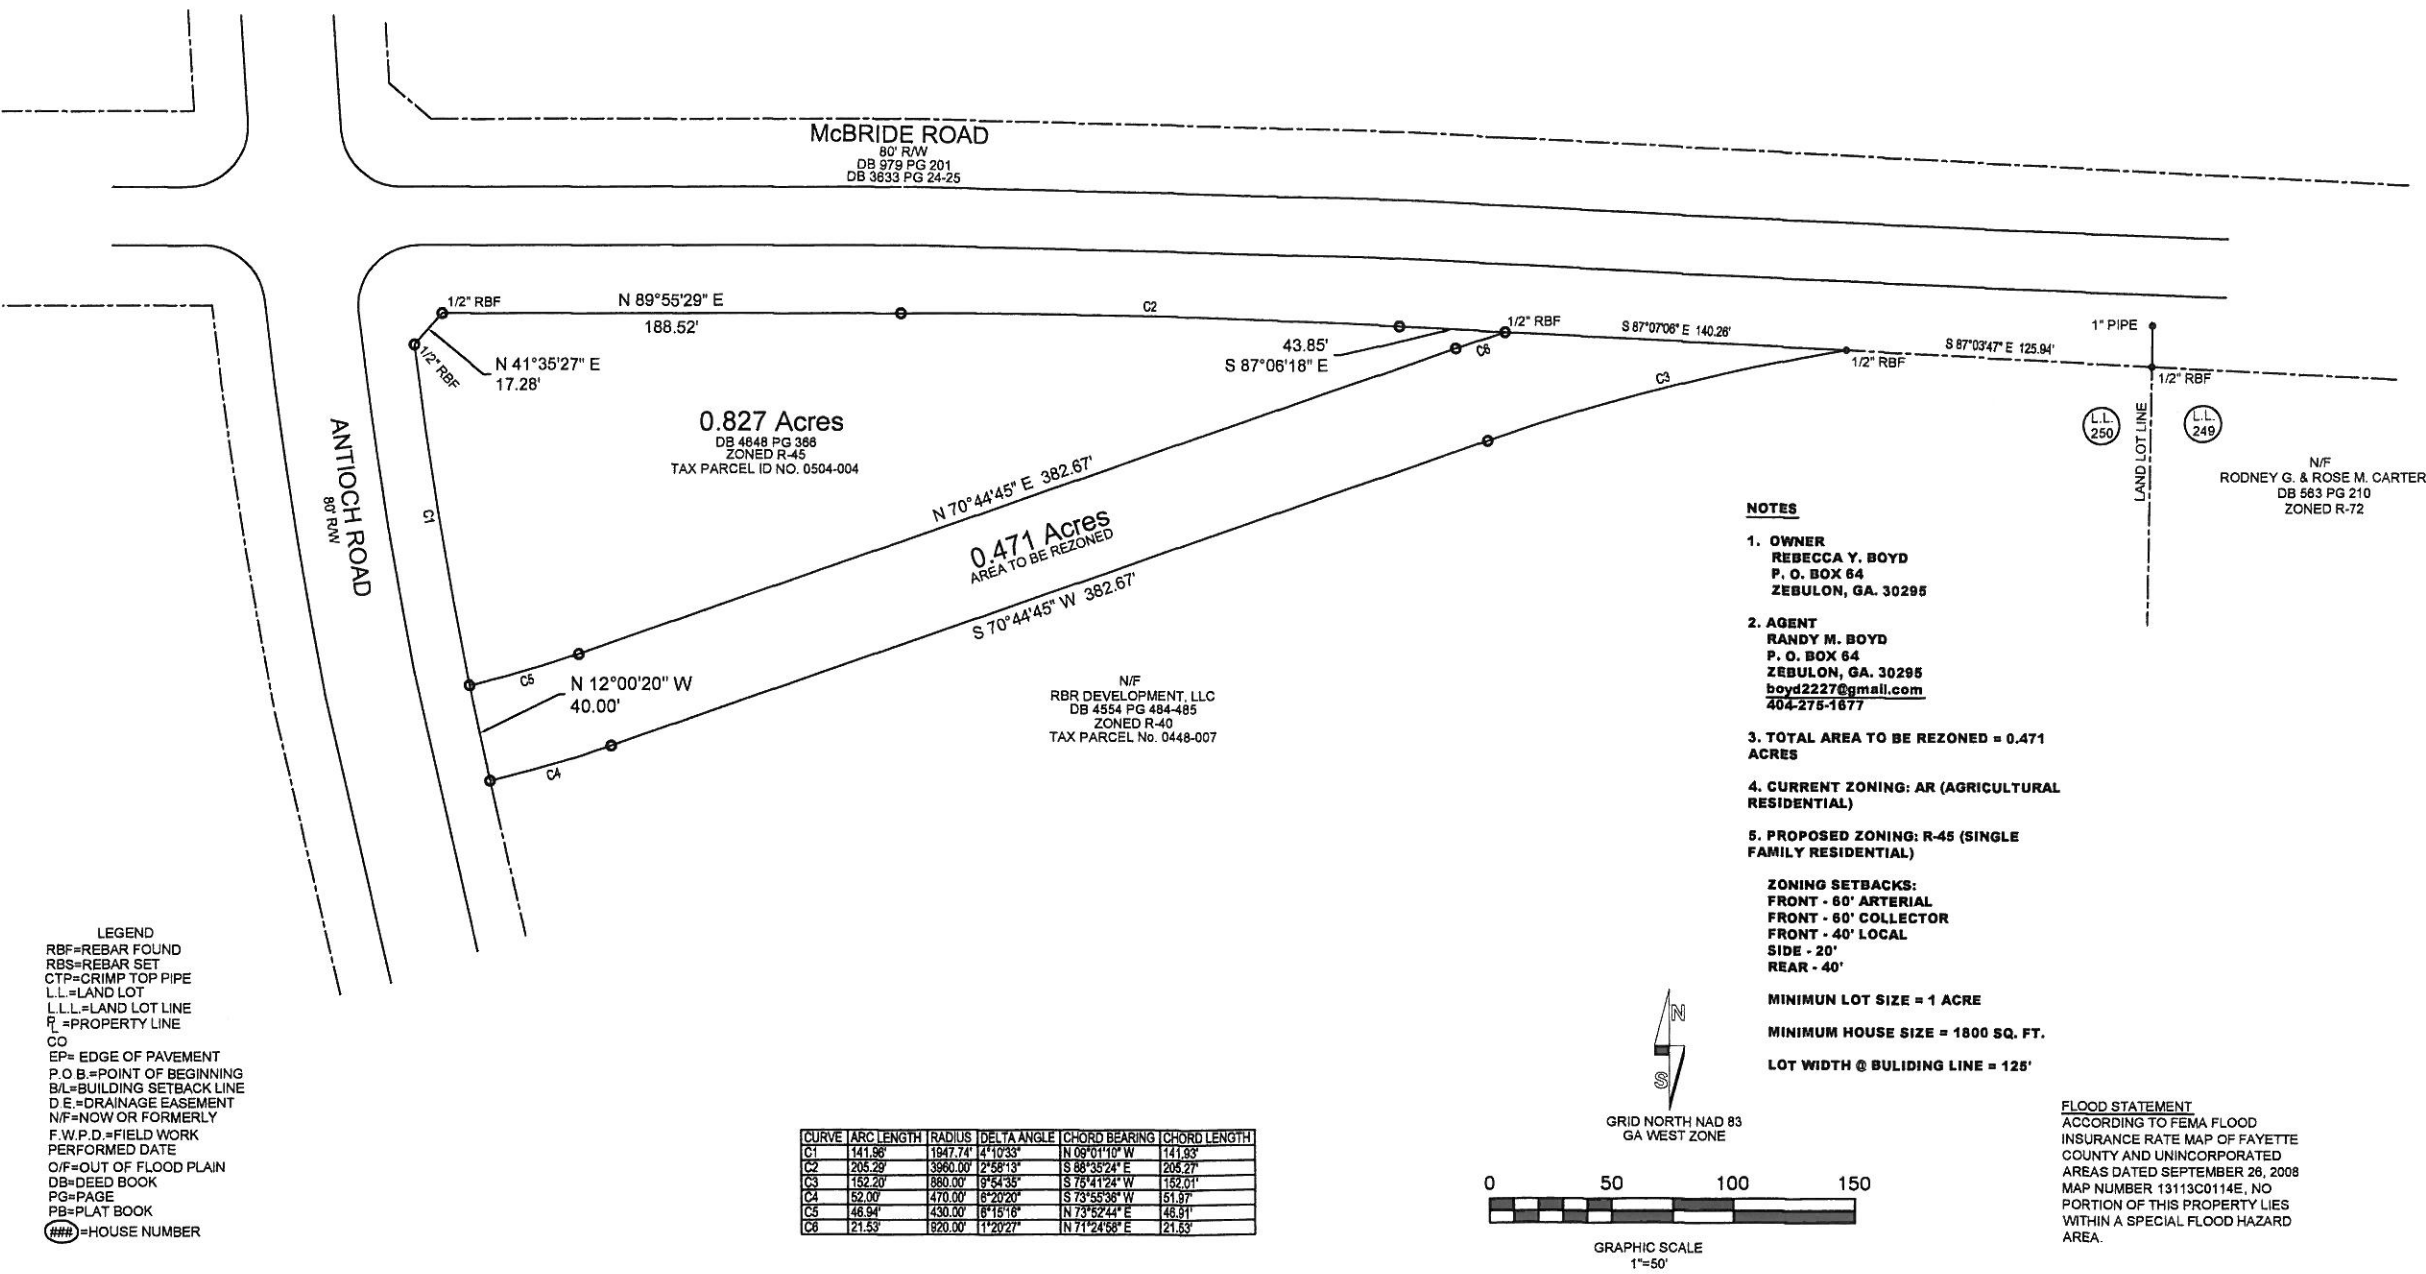 McBRIDE ROAD
80' R/W
DB 979 PG 201
DB 3633 PG 24-25
1/2" RBF
N 89°55'29" E
188.52'
C2
1/2" RBF
N 41°35'27" E
17.28'
1/2" RBF
43.85'
S 87°06'18" E
C6
S 87°07'06" E 140.26'
1/2" RBF
S 87°03'47" E 125.94'
1" PIPE
1/2" RBF
C3
L.L.
250
L.L.
249
LAND LOT LINE
N/F
RODNEY G. & ROSE M. CARTER
DB 563 PG 210
ZONED R-72
ANTIOCH ROAD
80' R/W
C1
0.827 Acres
DB 4648 PG 366
ZONED R-45
TAX PARCEL ID NO. 0504-004
N 70°44'45" E 382.67'
0.471 Acres
AREA TO BE REZONED
S 70°44'45" W 382.67'
C5
N 12°00'20" W
40.00'
C4
N/F
RBR DEVELOPMENT, LLC
DB 4554 PG 484-485
ZONED R-40
TAX PARCEL No. 0448-007
NOTES
1. OWNER
REBECCA Y. BOYD
P. O. BOX 64
ZEBULON, GA. 30295
2. AGENT
RANDY M. BOYD
P. O. BOX 64
ZEBULON, GA. 30295
boyd2227@gmail.com
404-275-1677
3. TOTAL AREA TO BE REZONED = 0.471
ACRES
4. CURRENT ZONING: AR (AGRICULTURAL
RESIDENTIAL)
5. PROPOSED ZONING: R-45 (SINGLE
FAMILY RESIDENTIAL)
ZONING SETBACKS:
FRONT - 60' ARTERIAL
FRONT - 60' COLLECTOR
FRONT - 40' LOCAL
SIDE - 20'
REAR - 40'
MINIMUN LOT SIZE = 1 ACRE
MINIMUM HOUSE SIZE = 1800 SQ. FT.
LOT WIDTH @ BULIDING LINE = 125'
LEGEND
RBF=REBAR FOUND
RBS=REBAR SET
CTP=CRIMP TOP PIPE
L.L.=LAND LOT
L.L.L.=LAND LOT LINE
PL =PROPERTY LINE
CO
EP= EDGE OF PAVEMENT
P.O B.=POINT OF BEGINNING
B/L=BUILDING SETBACK LINE
D.E.=DRAINAGE EASEMENT
N/F=NOW OR FORMERLY
F.W.P.D.=FIELD WORK
PERFORMED DATE
O/F=OUT OF FLOOD PLAIN
DB=DEED BOOK
PG=PAGE
PB=PLAT BOOK
### =HOUSE NUMBER
CURVE ARC LENGTH RADIUS DELTA ANGLE CHORD BEARING CHORD LENGTH
C1 141.96' 1947.74' 4°10'33" N 09°01'10" W 141.93'
C2 205.29' 3960.00' 2°58'13" S 88°35'24" E 205.27'
C3 152.20' 880.00' 9°54'35" S 75°41'24" W 152.01'
C4 52.00' 470.00' 6°20'20" S 73°55'36" W 51.97'
C5 46.94' 430.00' 6°15'16" N 73°52'44" E 46.91'
C6 21.53' 920.00' 1°20'27" N 71°24'58" E 21.53'
N
S
GRID NORTH NAD 83
GA WEST ZONE
0 50 100 150
GRAPHIC SCALE
1"=50'
FLOOD STATEMENT
ACCORDING TO FEMA FLOOD
INSURANCE RATE MAP OF FAYETTE
COUNTY AND UNINCORPORATED
AREAS DATED SEPTEMBER 26, 2008
MAP NUMBER 13113C0114E, NO
PORTION OF THIS PROPERTY LIES
WITHIN A SPECIAL FLOOD HAZARD
AREA.